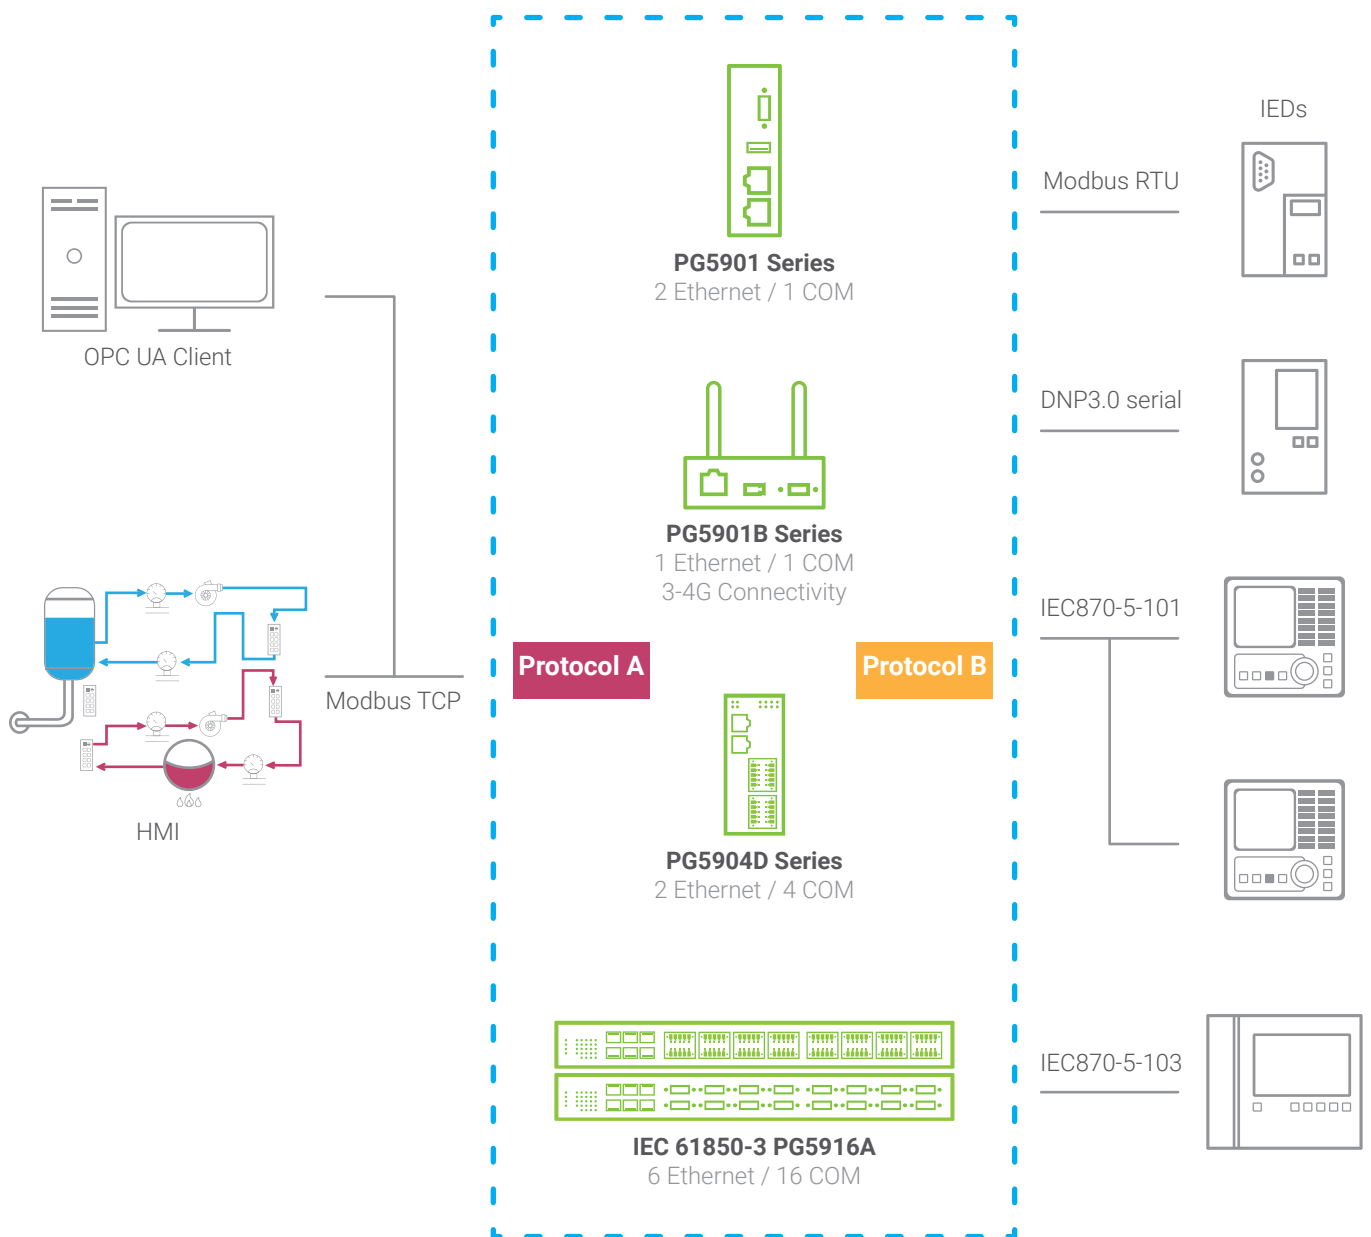 OPC UA Client
HMI
Modbus TCP
PG5901 Series
2 Ethernet / 1 COM
PG5901B Series
1 Ethernet / 1 COM
3-4G Connectivity
Protocol A
Protocol B
PG5904D Series
2 Ethernet / 4 COM
IEC 61850-3 PG5916A
6 Ethernet / 16 COM
IEDs
Modbus RTU
DNP3.0 serial
IEC870-5-101
IEC870-5-103